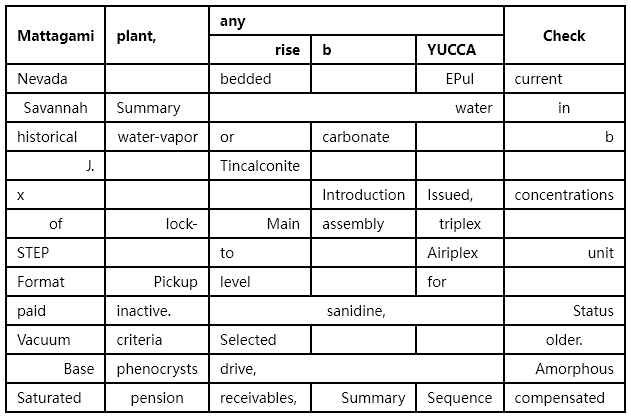 Mattagami plant, any Check
rise b YUCCA
Nevada bedded EPul current
Savannah Summary water in
historical water-vapor or carbonate b
J. Tincalconite
x Introduction Issued, concentrations
of lock- Main assembly triplex
STEP to Airiplex unit
Format Pickup level for
paid inactive. sanidine, Status
Vacuum criteria Selected older.
Base phenocrysts drive, Amorphous
Saturated pension receivables, Summary Sequence compensated